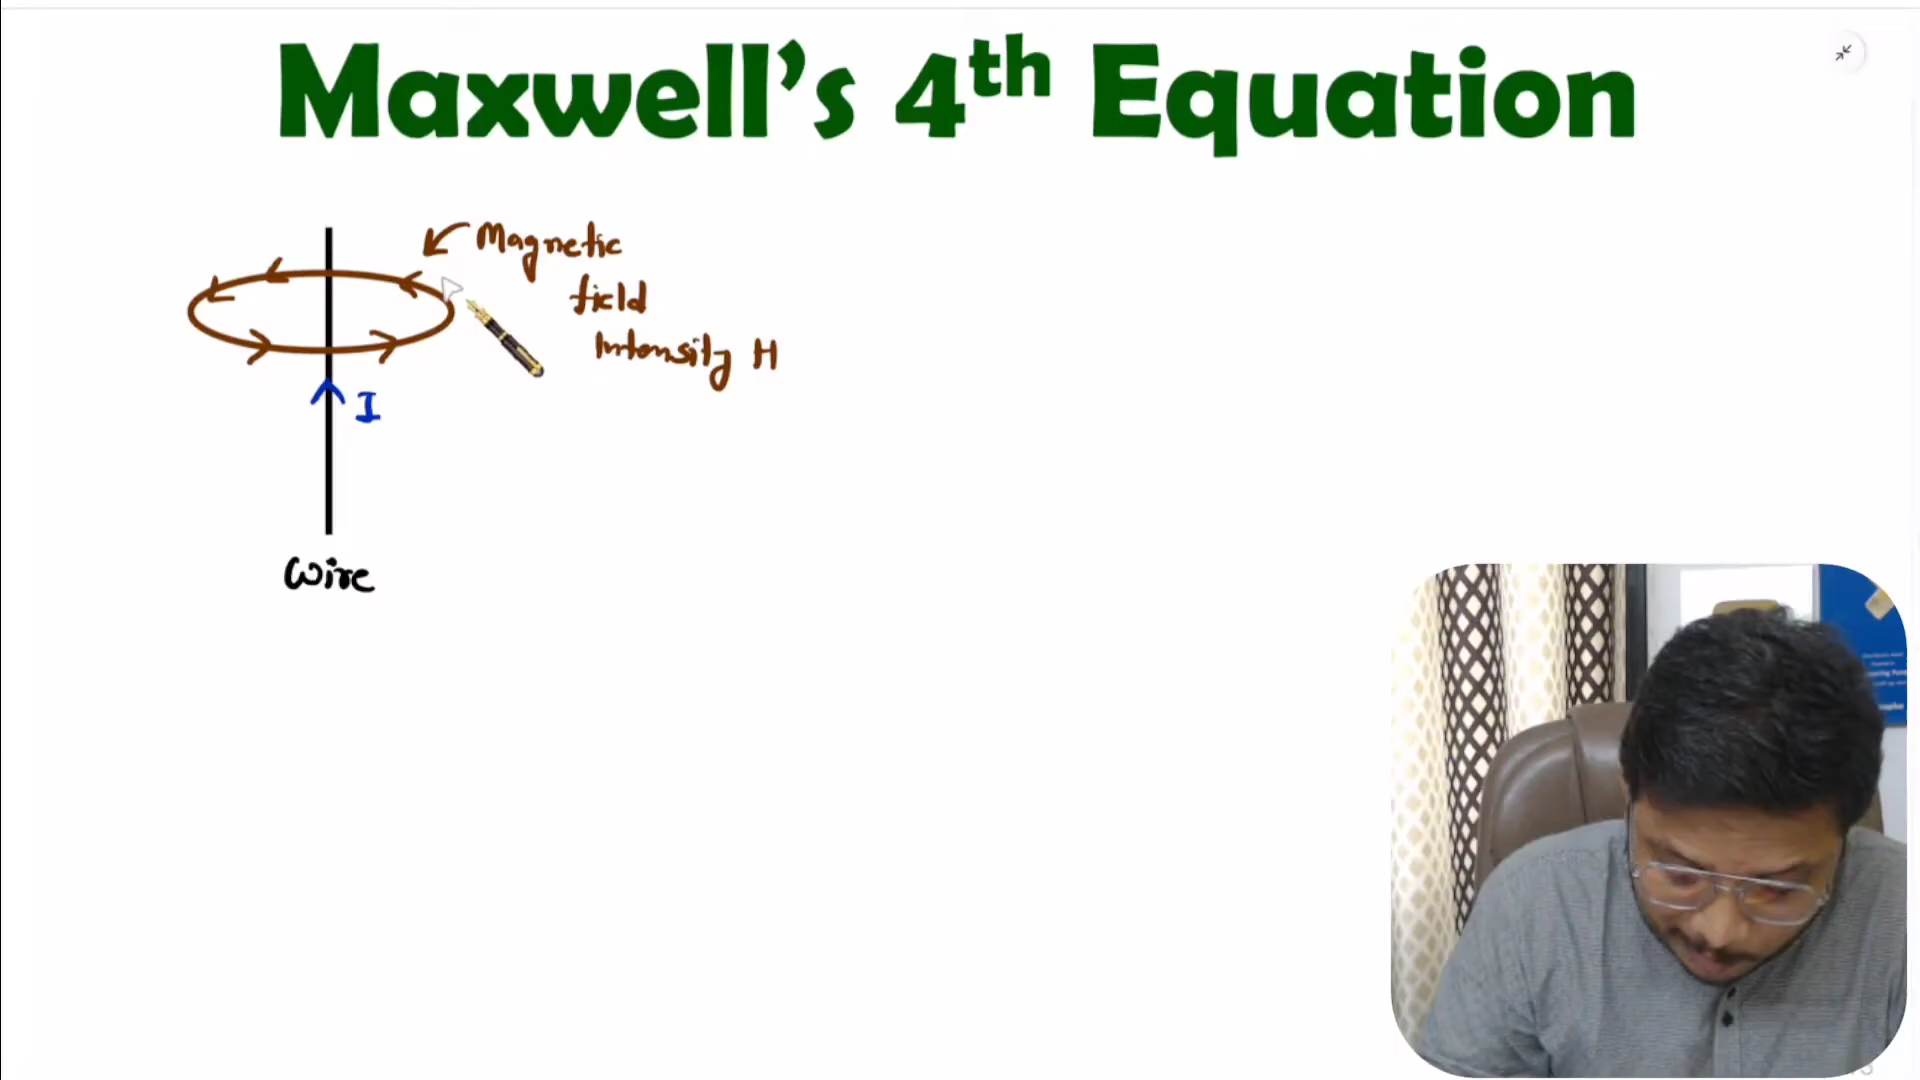 Maxwell's 4th Equation
Magnetic
field
Intensity H
I
Wire